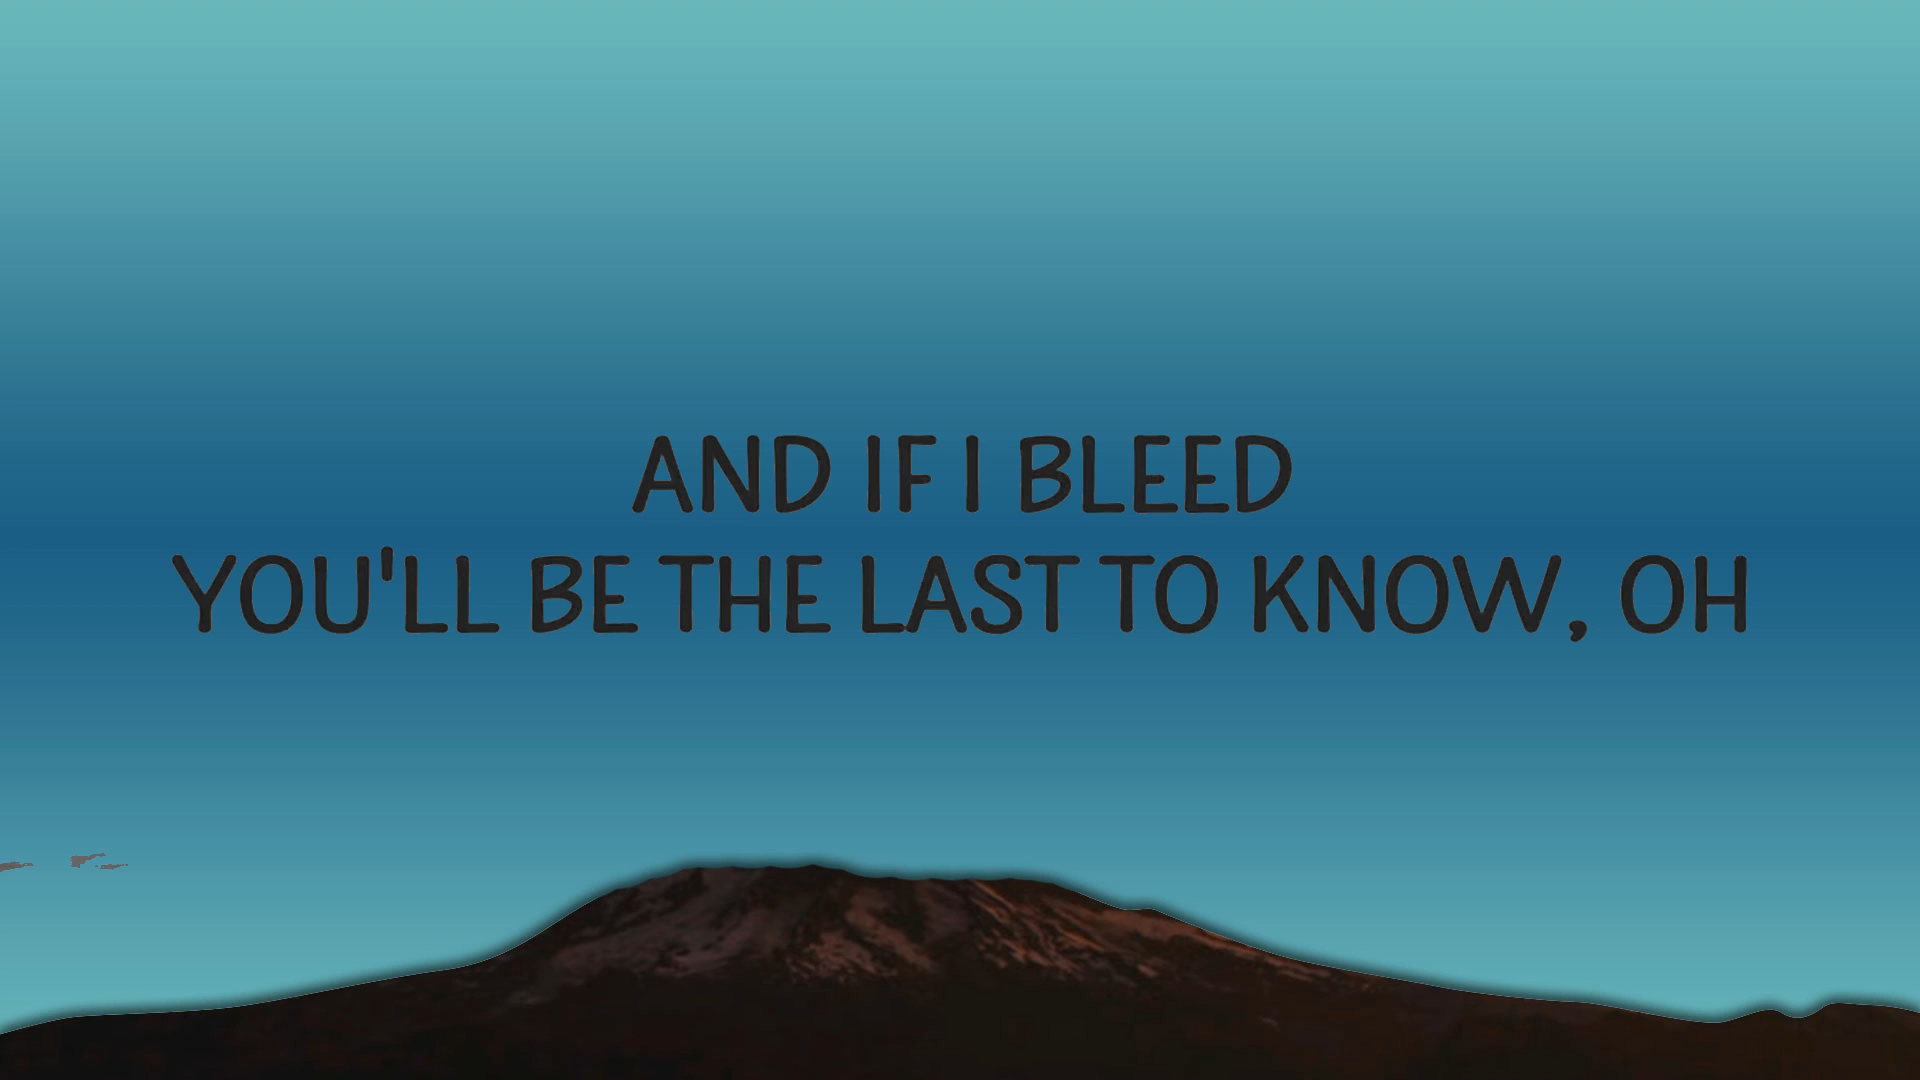 AND IF I BLEED
YOU'LL BE THE LAST TO KNOW, OH